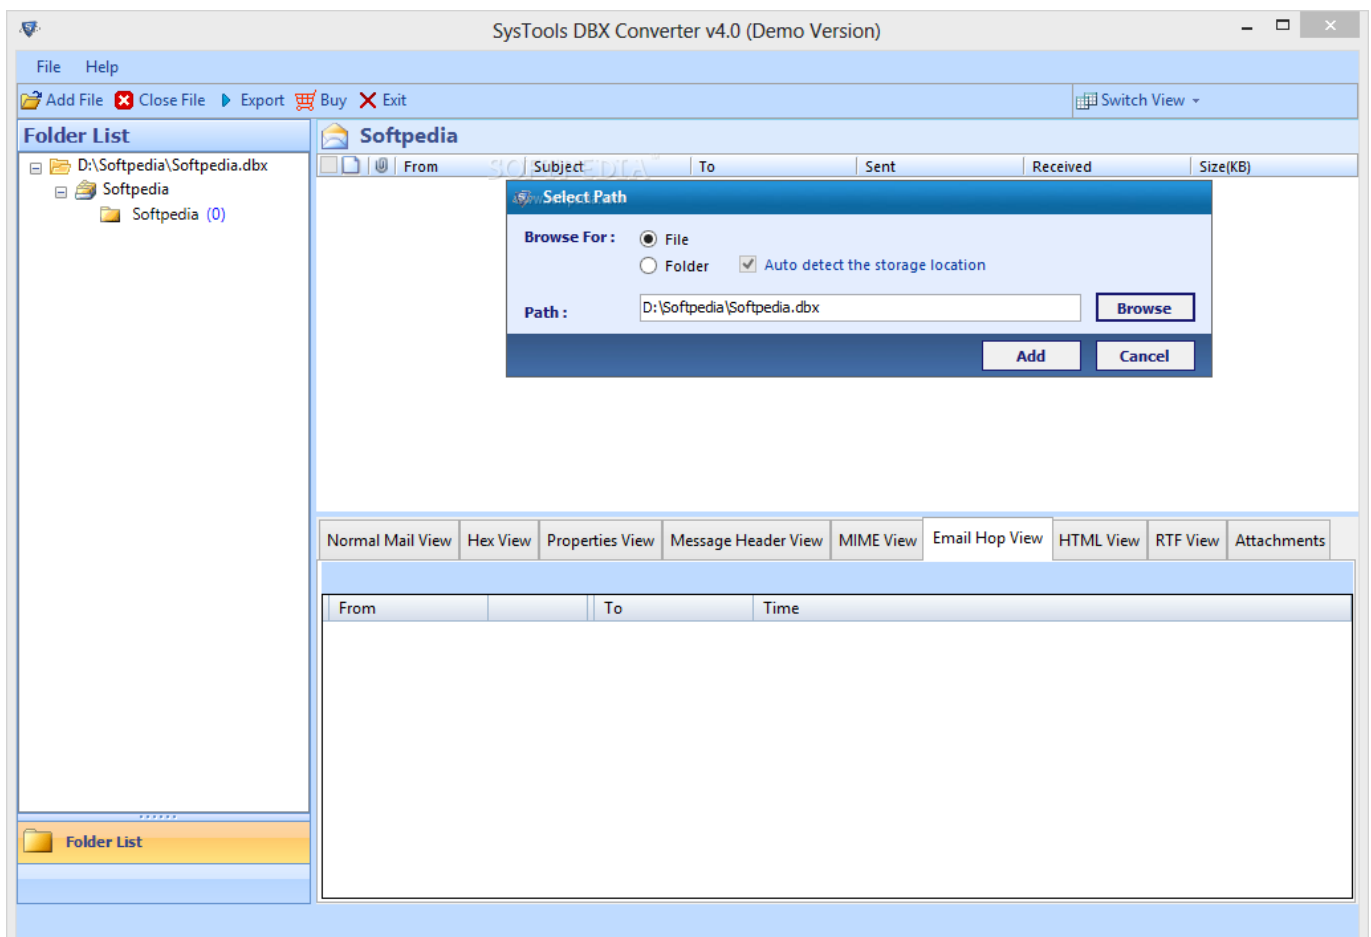 SysTools DBX Converter v4.0 (Demo Version)
File Help
Add File Close File Export Buy Exit Switch View
Folder List
Softpedia
D:\Softpedia\Softpedia.dbx
Softpedia
Softpedia (0)
From Subject To Sent Received Size(KB)
SOFTPEDIA
Select Path
Browse For : File
Folder Auto detect the storage location
Path : D:\Softpedia\Softpedia.dbx Browse
Add Cancel
Normal Mail View Hex View Properties View Message Header View MIME View Email Hop View HTML View RTF View Attachments
From To Time
Folder List